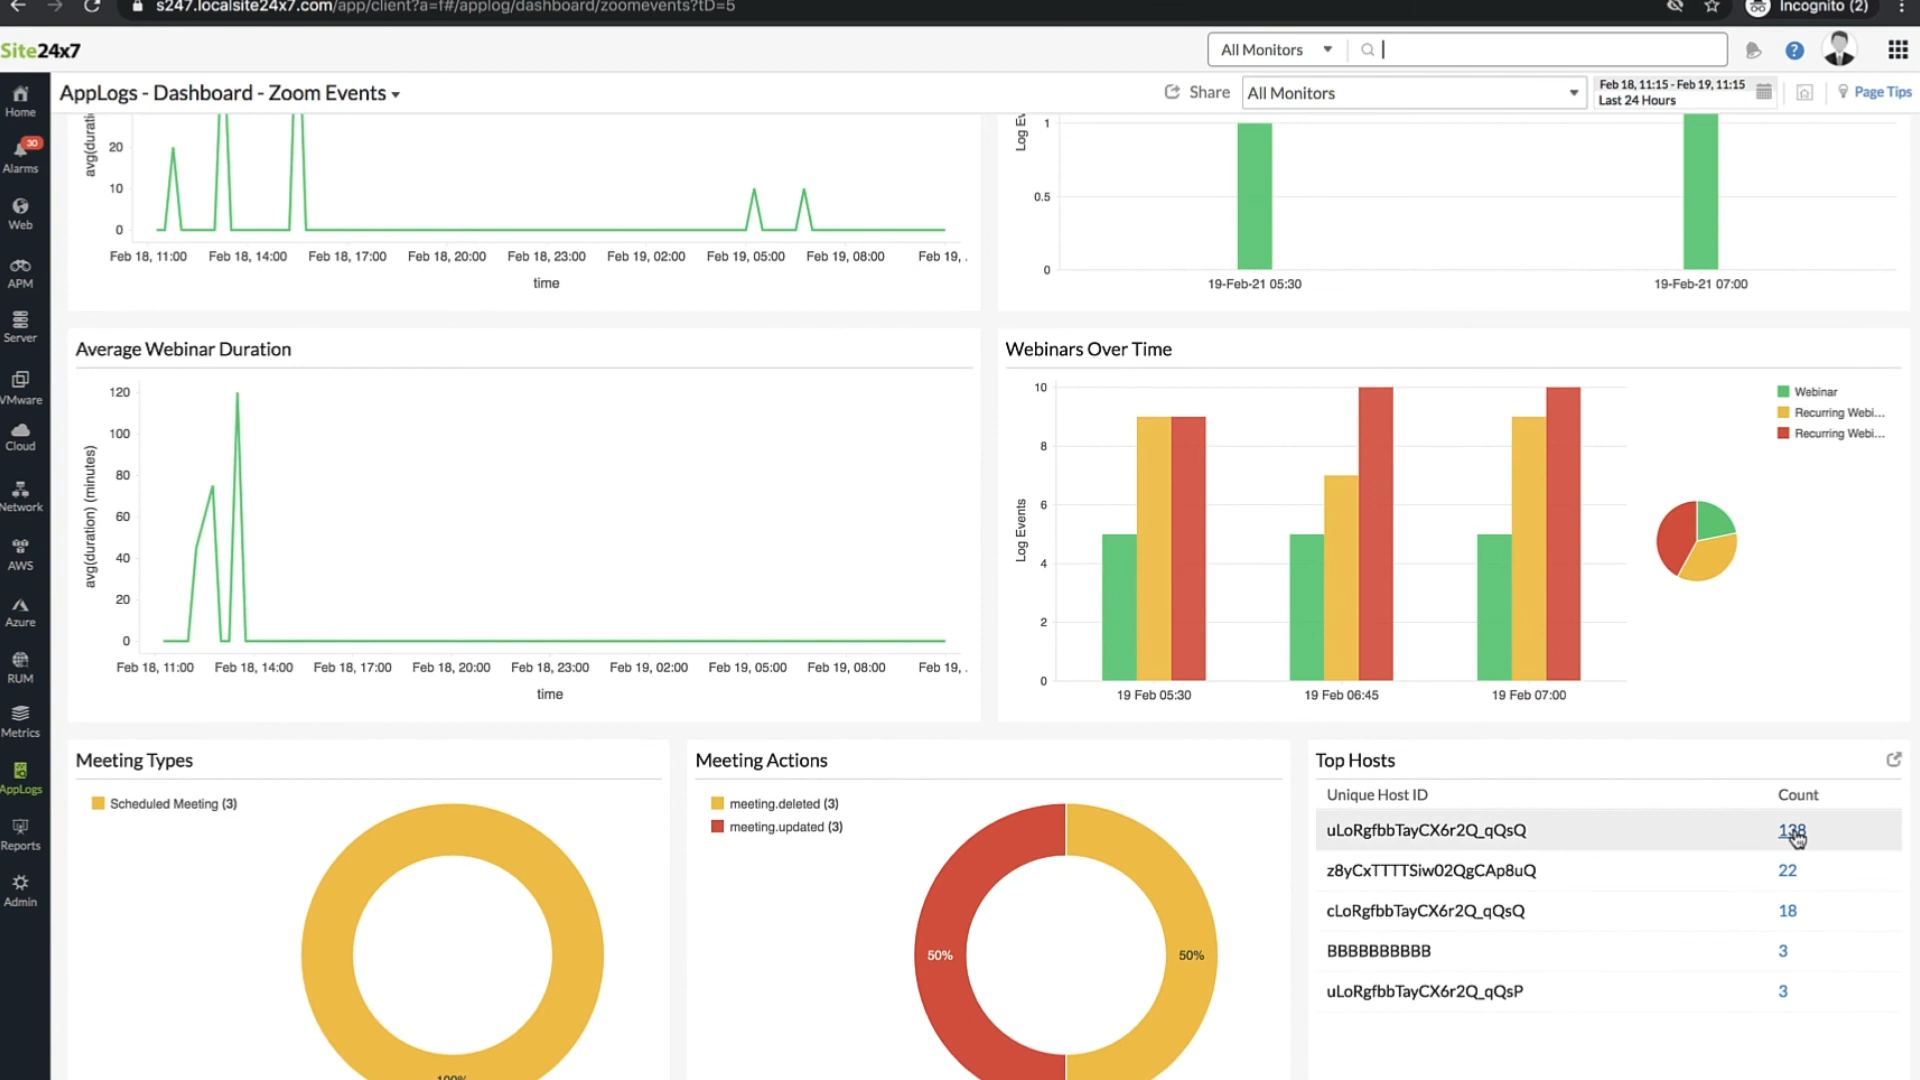 s247.localsite24x7.com/app/client?a=f#/applog/dashboard/zoomevents?tD=5
Incognito (2)
Site24x7
All Monitors
AppLogs - Dashboard - Zoom Events
Share
All Monitors
Feb 18, 11:15 - Feb 19, 11:15
Last 24 Hours
Page Tips
Home
30
Alarms
Web
APM
Server
VMware
Cloud
Network
AWS
Azure
RUM
Metrics
AppLogs
Reports
Admin
avg(durati
20
10
0
Feb 18, 11:00
Feb 18, 14:00
Feb 18, 17:00
Feb 18, 20:00
Feb 18, 23:00
Feb 19, 02:00
Feb 19, 05:00
Feb 19, 08:00
Feb 19, .
time
Log Ev
1
0.5
0
19-Feb-21 05:30
19-Feb-21 07:00
Average Webinar Duration
avg(duration) (minutes)
120
100
80
60
40
20
0
Feb 18, 11:00
Feb 18, 14:00
Feb 18, 17:00
Feb 18, 20:00
Feb 18, 23:00
Feb 19, 02:00
Feb 19, 05:00
Feb 19, 08:00
Feb 19, .
time
Webinars Over Time
Log Events
10
8
6
4
2
0
19 Feb 05:30
19 Feb 06:45
19 Feb 07:00
Webinar
Recurring Webi...
Recurring Webi...
Meeting Types
Scheduled Meeting (3)
100%
Meeting Actions
meeting.deleted (3)
meeting.updated (3)
50%
50%
Top Hosts
Unique Host ID Count
uLoRgfbbTayCX6r2Q_qQsQ 138
z8yCxTTTTSiw02QgCAp8uQ 22
cLoRgfbbTayCX6r2Q_qQsQ 18
BBBBBBBBBB 3
uLoRgfbbTayCX6r2Q_qQsP 3